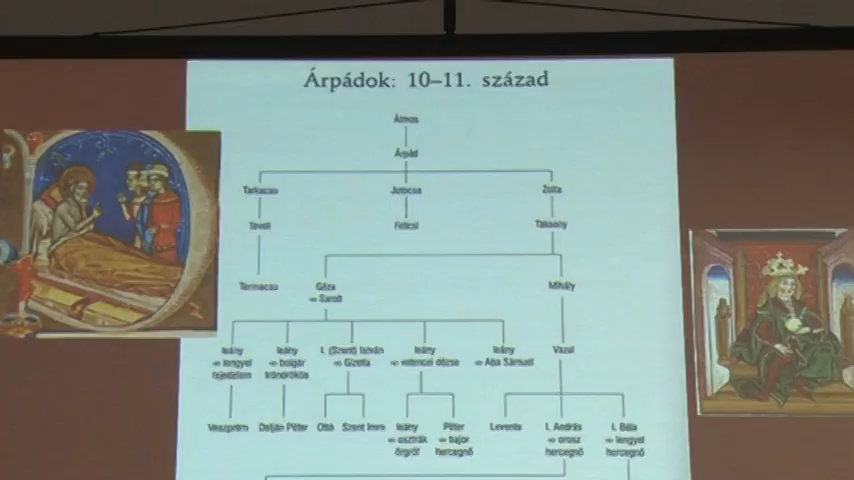 Árpádok: 10–11. század
Álmos
Árpád
Tarkacsu Jutocsa Zolta
Tevel Falicsi Taksony
Termacsu Géza Mihály
∞ Sarolt
leány leány I. (Szent) István leány leány Vazul
∞ lengyel ∞ bolgár ∞ Gizella ∞ velencei dózse ∞ Aba Sámuel
fejedelem trónörökös
Veszprém Deljan Péter Ottó Szent Imre leány Péter Levente I. András I. Béla
∞ osztrák ∞ bajor ∞ orosz ∞ lengyel
őrgróf hercegnő hercegnő hercegnő